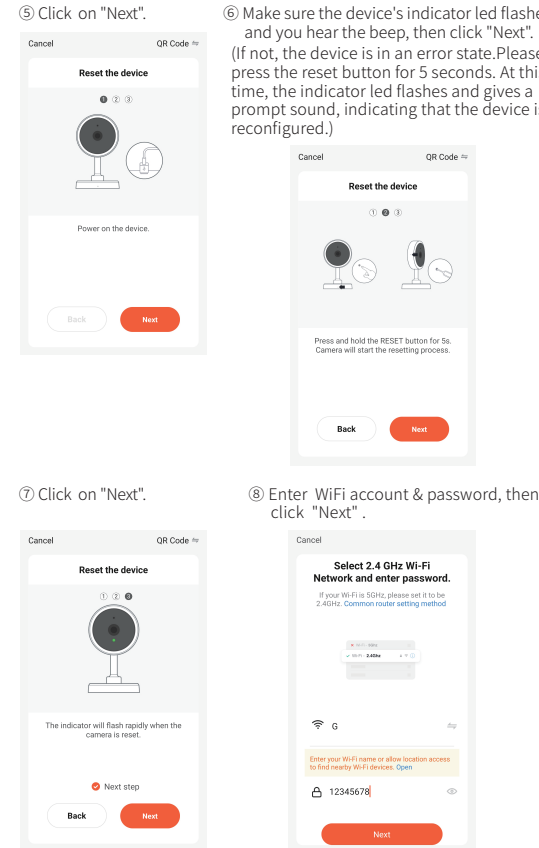 ⑤ Click on "Next".
Cancel QR Code
Reset the device
① ② ③
Power on the device.
Back Next
⑥ Make sure the device's indicator led flashe
and you hear the beep, then click "Next".
(If not, the device is in an error state.Please
press the reset button for 5 seconds. At thi
time, the indicator led flashes and gives a
prompt sound, indicating that the device is
reconfigured.)
Cancel QR Code
Reset the device
① ② ③
Press and hold the RESET button for 5s.
Camera will start the resetting process.
Back Next
⑦ Click on "Next".
Cancel QR Code
Reset the device
① ② ③
The indicator will flash rapidly when the
camera is reset.
Next step
Back Next
⑧ Enter WiFi account & password, then
click "Next" .
Cancel
Select 2.4 GHz Wi-Fi
Network and enter password.
If your Wi-Fi is 5GHz, please set it to be
2.4GHz. Common router setting method
Wi-Fi - 5Ghz
Wi-Fi - 2.4Ghz
G
Enter your Wi-Fi name or allow location access
to find nearby Wi-Fi devices. Open
12345678
Next